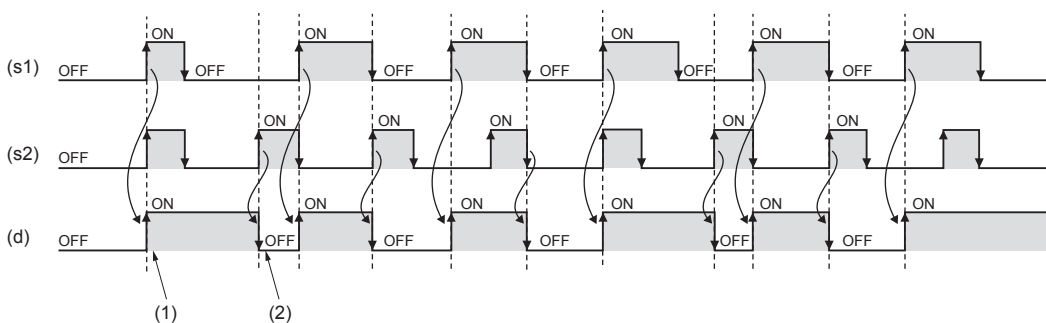 ON ON ON ON ON ON
(s1) OFF OFF OFF OFF OFF OFF
ON ON ON ON ON
(s2) OFF
ON ON ON ON ON ON
(d) OFF OFF OFF OFF OFF OFF
(1) (2)